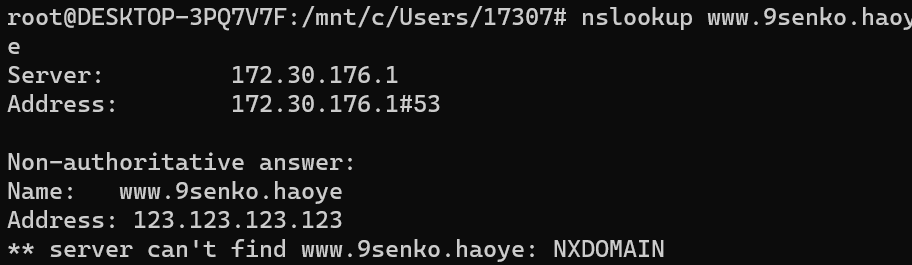 root@DESKTOP-3PQ7V7F:/mnt/c/Users/17307# nslookup www.9senko.haoy
e
Server:         172.30.176.1
Address:        172.30.176.1#53
Non-authoritative answer:
Name:   www.9senko.haoye
Address: 123.123.123.123
** server can't find www.9senko.haoye: NXDOMAIN